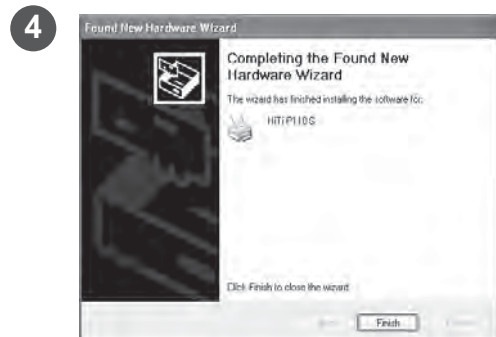 4
Found New Hardware Wizard
Completing the Found New
Hardware Wizard
The wizard has finished installing the software for:
HiTi P110S
Click Finish to close the wizard.
Finish